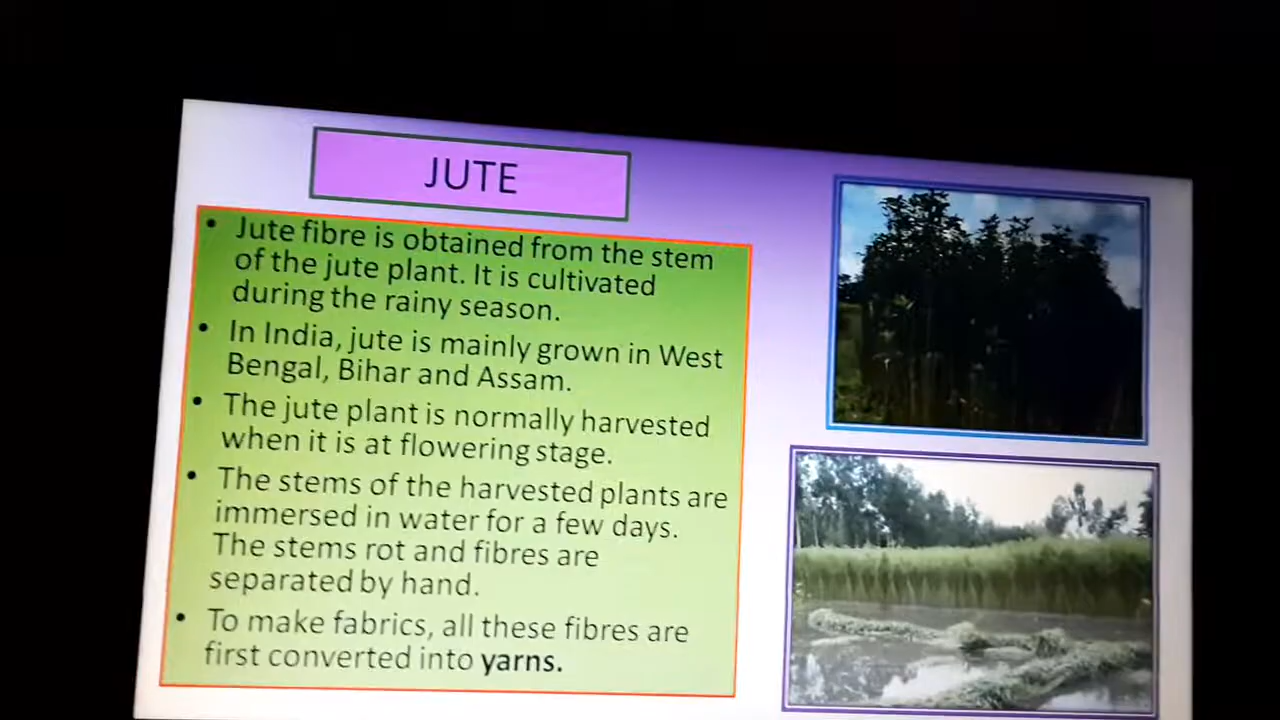 JUTE
• Jute fibre is obtained from the stem
of the jute plant. It is cultivated
during the rainy season.
• In India, jute is mainly grown in West
Bengal, Bihar and Assam.
• The jute plant is normally harvested
when it is at flowering stage.
• The stems of the harvested plants are
immersed in water for a few days.
The stems rot and fibres are
separated by hand.
• To make fabrics, all these fibres are
first converted into yarns.